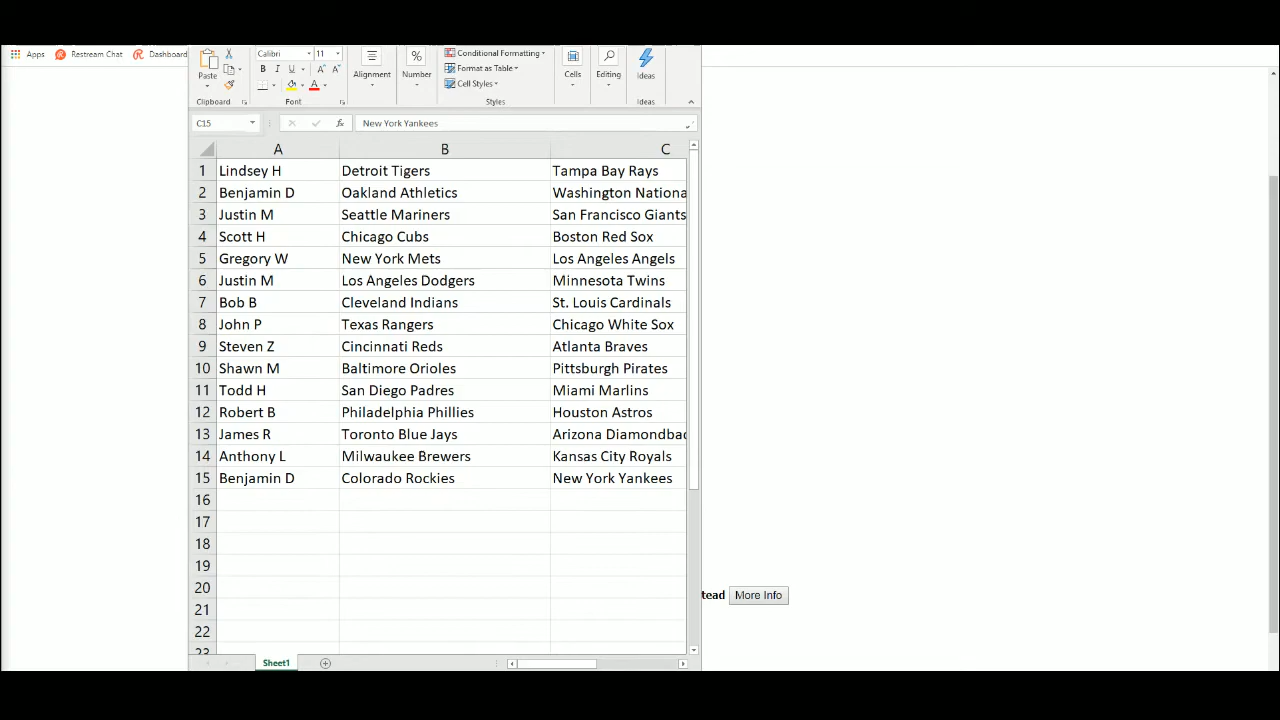 Apps Restream Chat Dashboard
Calibri 11 % Conditional Formatting
Format as Table
Paste B I U A A Alignment Number Cell Styles Cells Editing Ideas
A
Clipboard Font Styles Ideas
C15 fx New York Yankees
A B C
1 Lindsey H Detroit Tigers Tampa Bay Rays
2 Benjamin D Oakland Athletics Washington Nationa
3 Justin M Seattle Mariners San Francisco Giants
4 Scott H Chicago Cubs Boston Red Sox
5 Gregory W New York Mets Los Angeles Angels
6 Justin M Los Angeles Dodgers Minnesota Twins
7 Bob B Cleveland Indians St. Louis Cardinals
8 John P Texas Rangers Chicago White Sox
9 Steven Z Cincinnati Reds Atlanta Braves
10 Shawn M Baltimore Orioles Pittsburgh Pirates
11 Todd H San Diego Padres Miami Marlins
12 Robert B Philadelphia Phillies Houston Astros
13 James R Toronto Blue Jays Arizona Diamondbac
14 Anthony L Milwaukee Brewers Kansas City Royals
15 Benjamin D Colorado Rockies New York Yankees
16
17
18
19
20
tead More Info
21
22
23
Sheet1